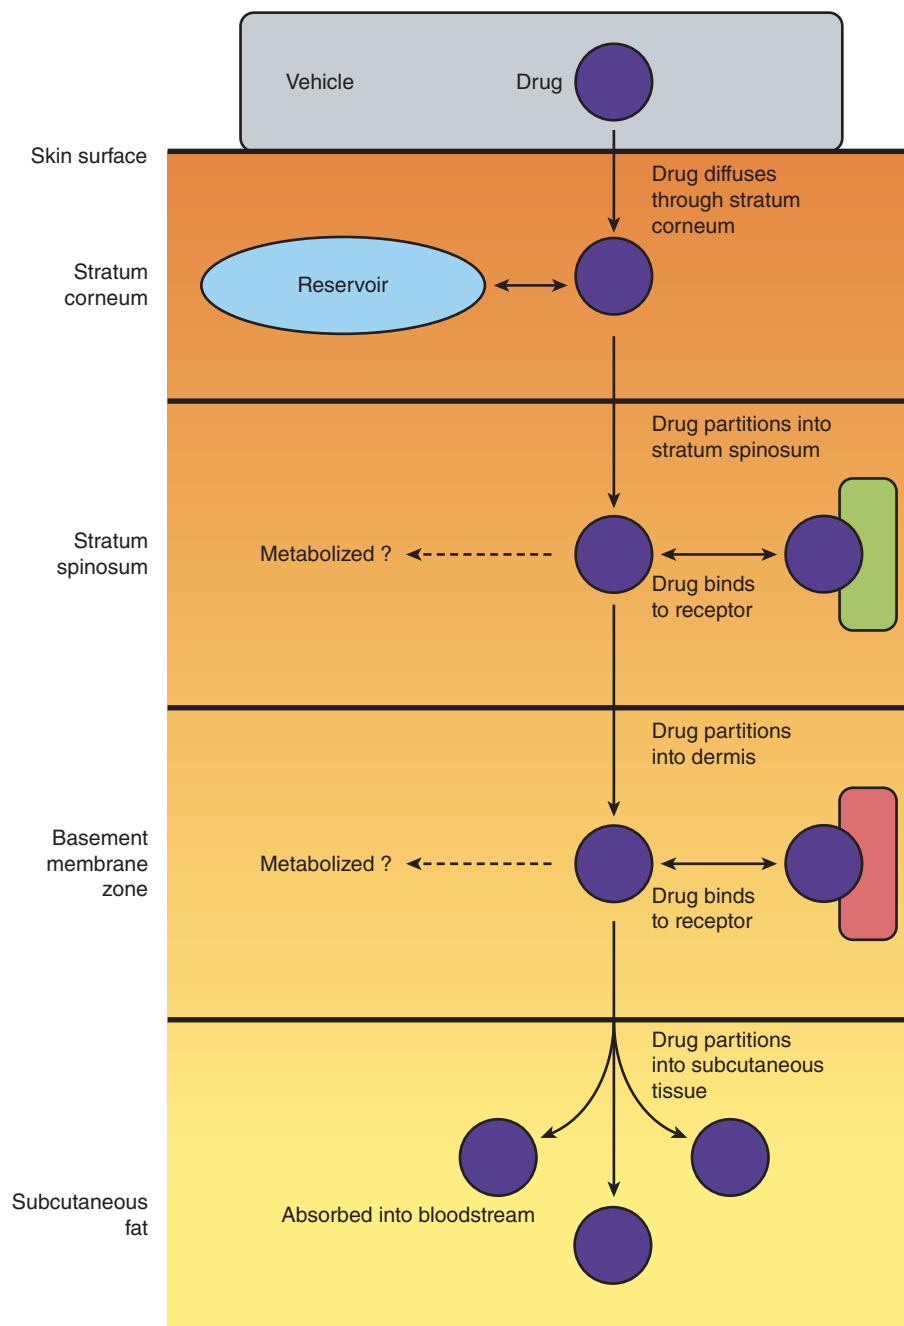 Vehicle
Drug
Skin surface
Drug diffuses
through stratum
corneum
Stratum
corneum
Reservoir
Drug partitions into
stratum spinosum
Stratum
spinosum
Metabolized ?
Drug binds
to receptor
Drug partitions
into dermis
Basement
membrane
zone
Metabolized ?
Drug binds
to receptor
Drug partitions
into subcutaneous
tissue
Subcutaneous
fat
Absorbed into bloodstream